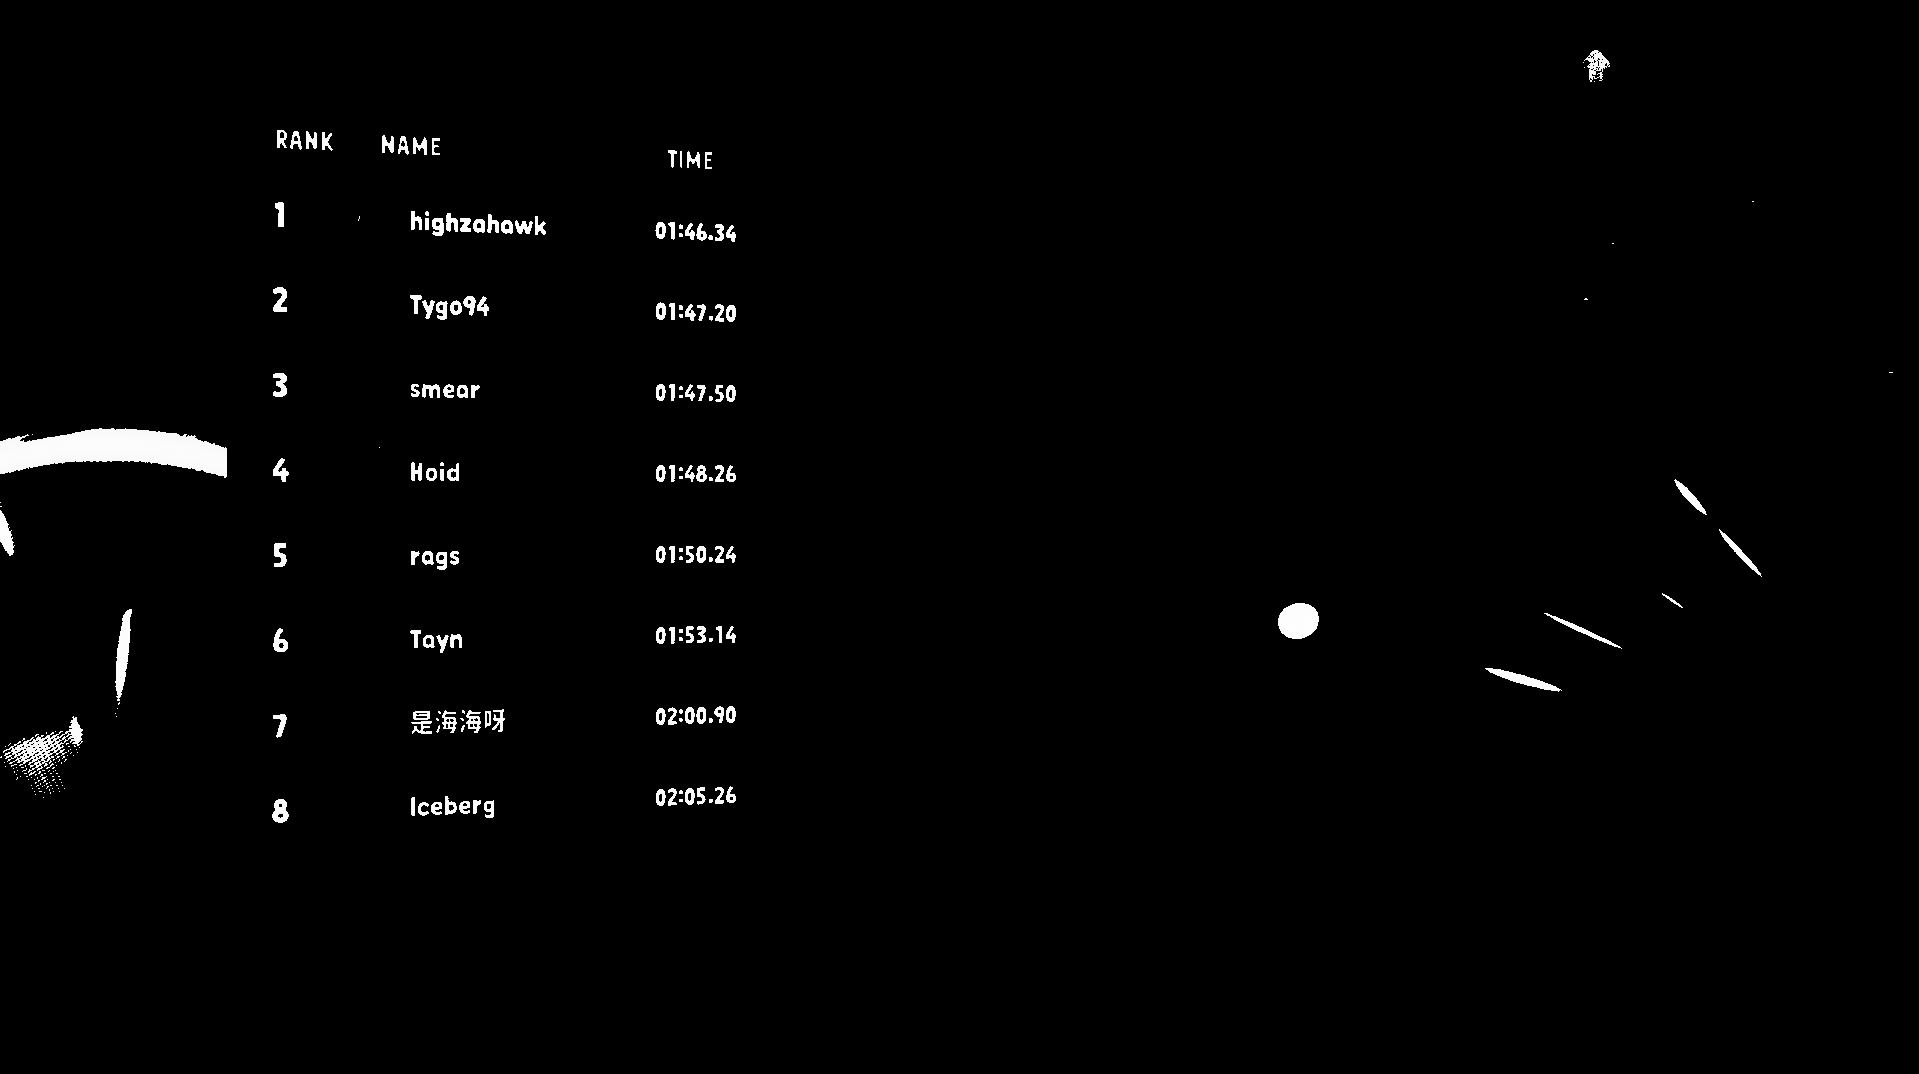 RANK NAME TIME
1 highzahawk 01:46.34
2 Tygo94 01:47.20
3 smear 01:47.50
4 Hoid 01:48.26
5 rags 01:50.24
6 Tayn 01:53.14
7 是海海呀 02:00.90
8 Iceberg 02:05.26